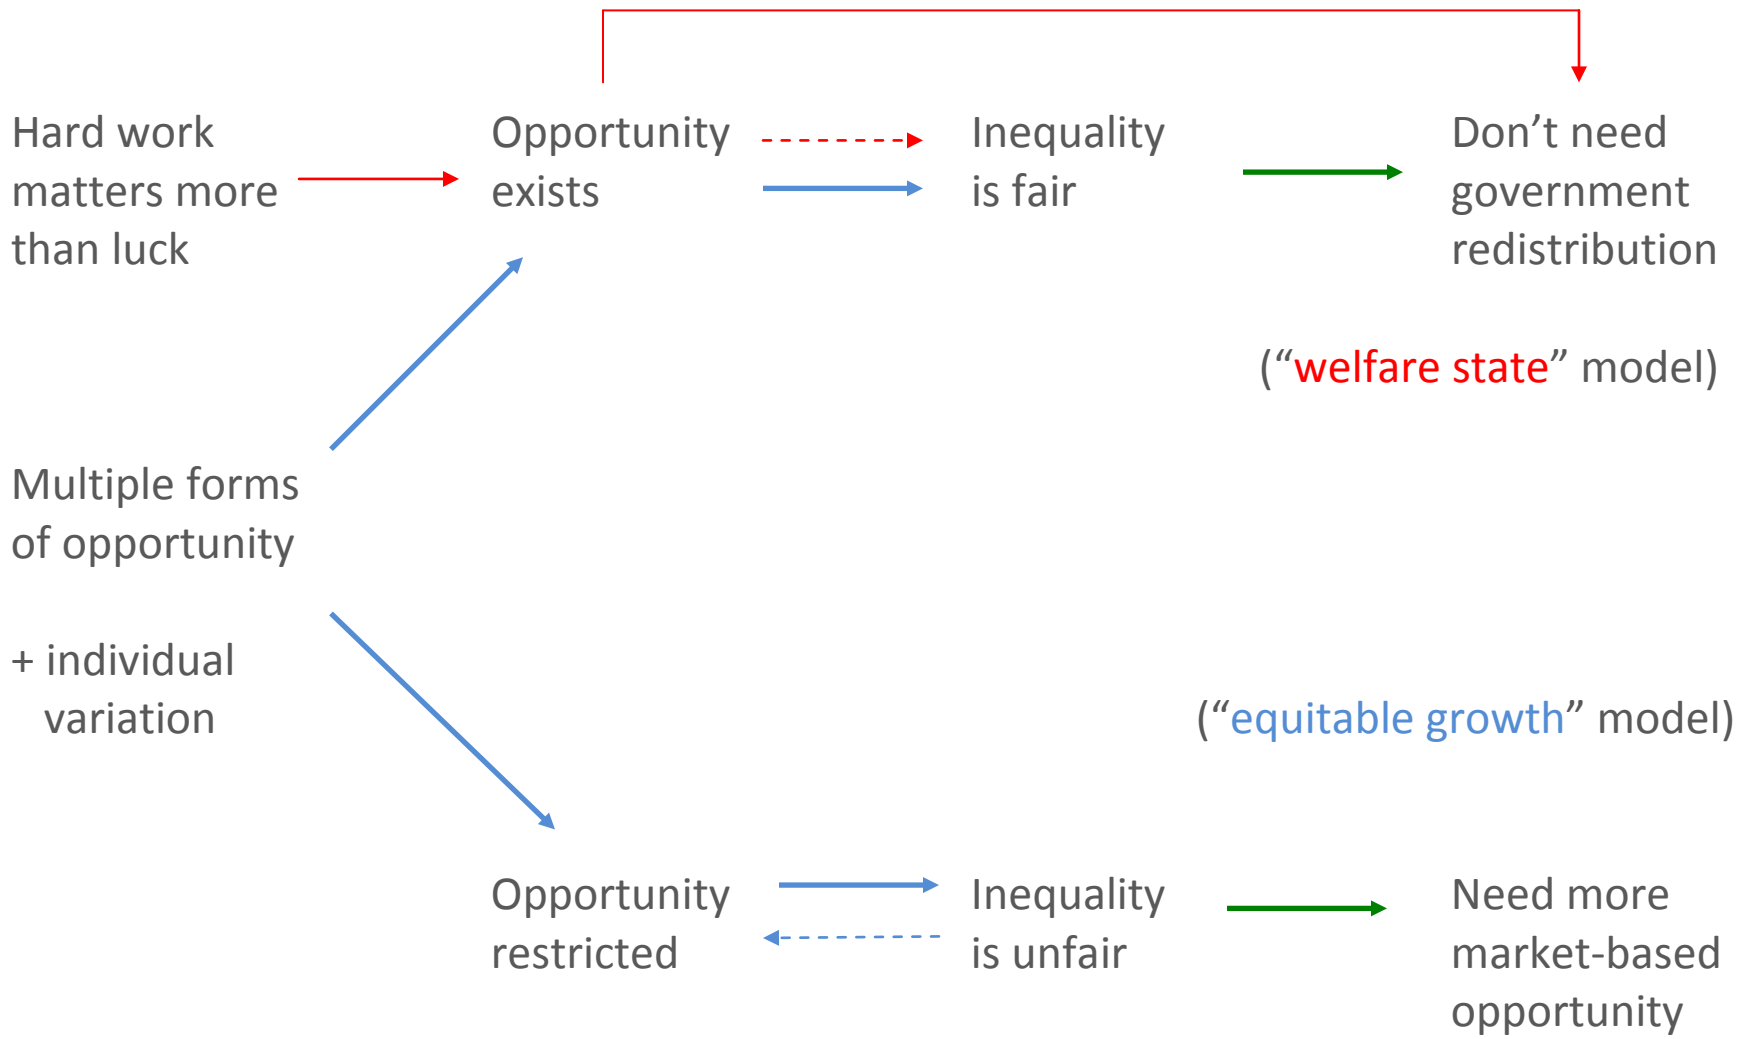 Hard work
matters more
than luck
Opportunity
exists
Inequality
is fair
Don’t need
government
redistribution
(“welfare state” model)
Multiple forms
of opportunity
+ individual
variation
(“equitable growth” model)
Opportunity
restricted
Inequality
is unfair
Need more
market-based
opportunity